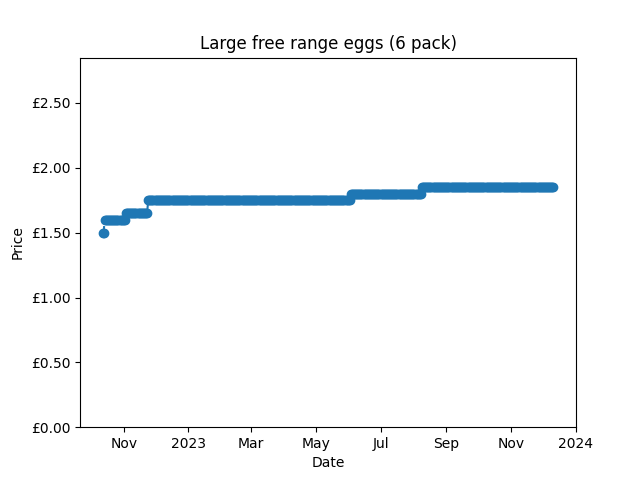 Large free range eggs (6 pack)
£2.50
£2.00
£1.50
£1.00
£0.50
£0.00
Price
Nov 2023 Mar May Jul Sep Nov 2024
Date